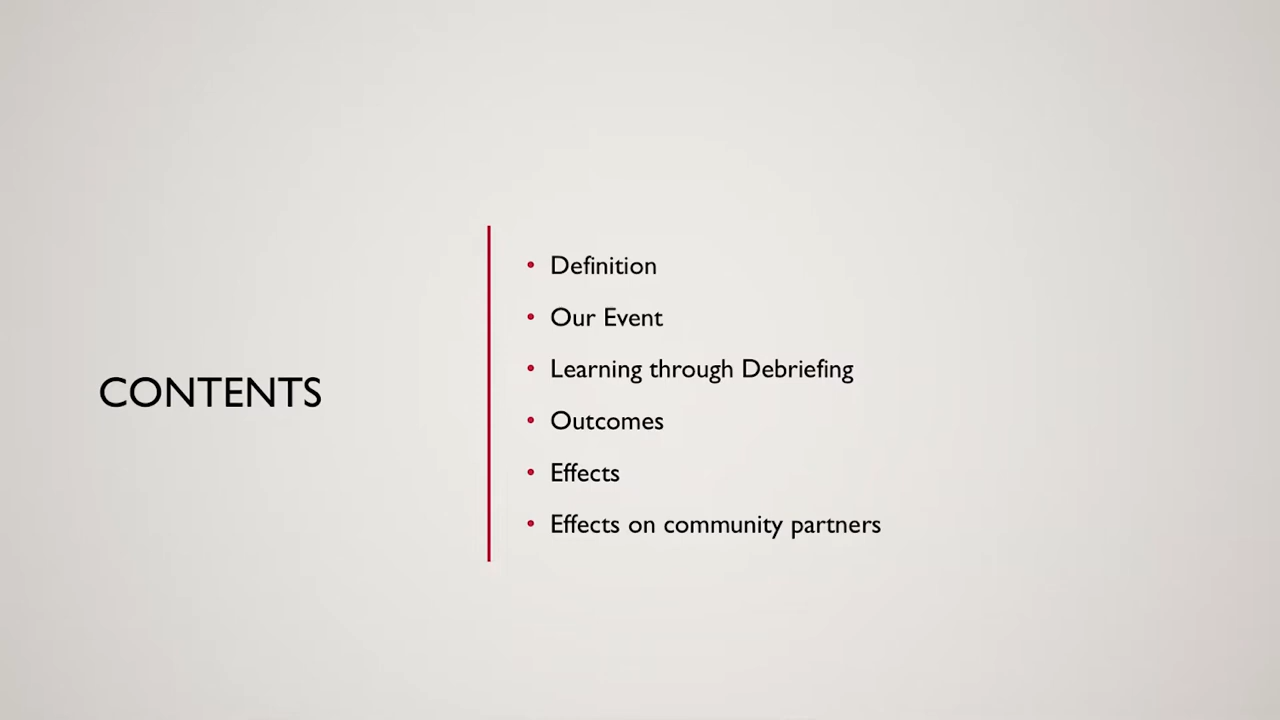 CONTENTS
• Definition
• Our Event
• Learning through Debriefing
• Outcomes
• Effects
• Effects on community partners